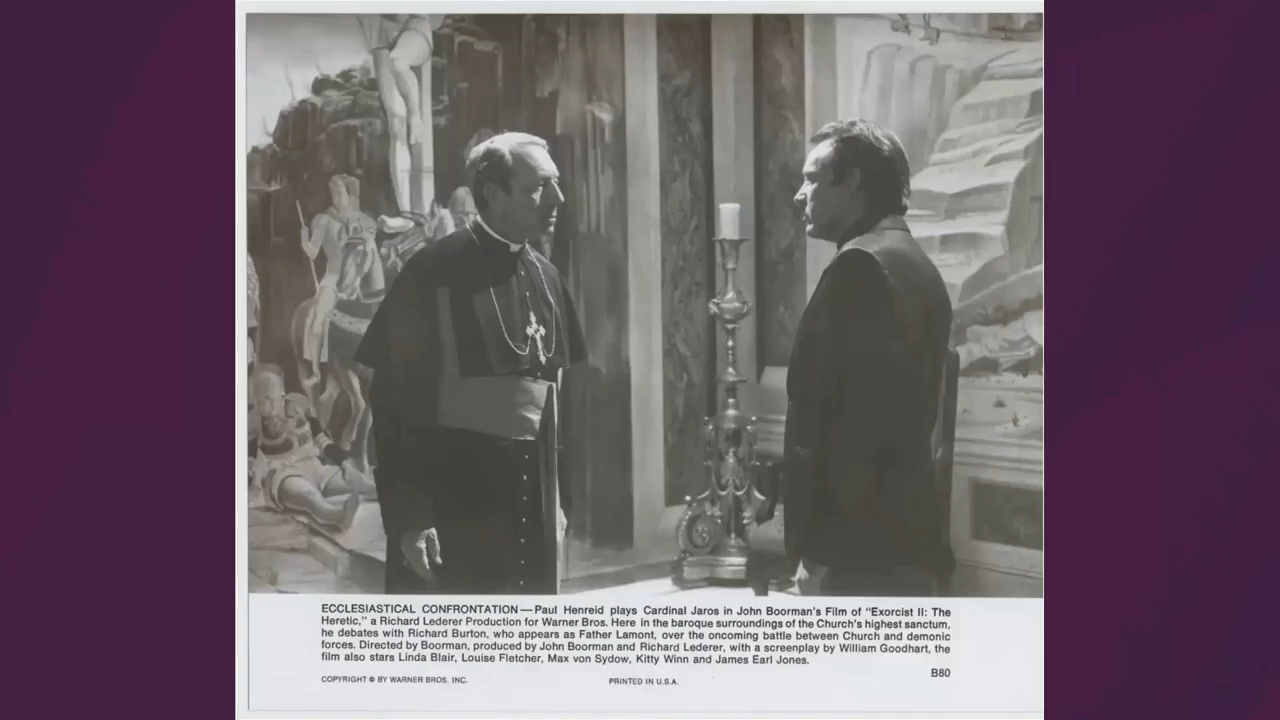 ECCLESIASTICAL CONFRONTATION—Paul Henreid plays Cardinal Jaros in John Boorman's Film of "Exorcist II: The
Heretic," a Richard Lederer Production for Warner Bros. Here in the baroque surroundings of the Church's highest sanctum,
he debates with Richard Burton, who appears as Father Lamont, over the oncoming battle between Church and demonic
forces. Directed by Boorman, produced by John Boorman and Richard Lederer, with a screenplay by William Goodhart, the
film also stars Linda Blair, Louise Fletcher, Max von Sydow, Kitty Winn and James Earl Jones.
B80
COPYRIGHT © BY WARNER BROS. INC. PRINTED IN U.S.A.